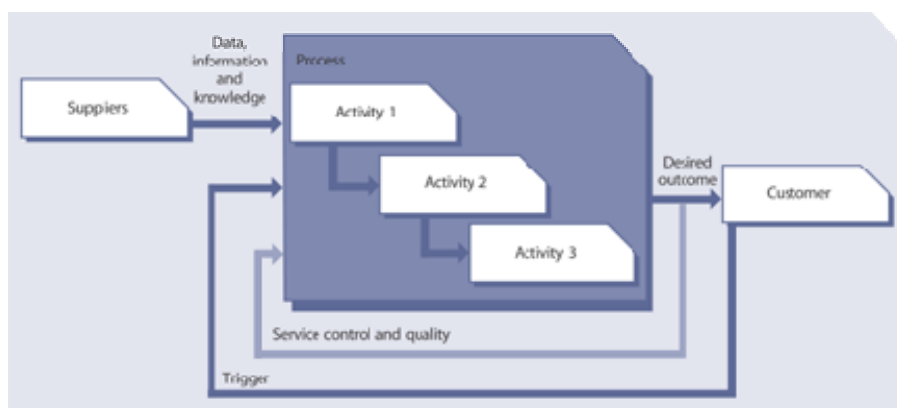 Data,
information
and
knowledge
Process
Suppiers
Activity 1
Activity 2
Desired
outcome
Customer
Activity 3
Service control and quality
Trigger